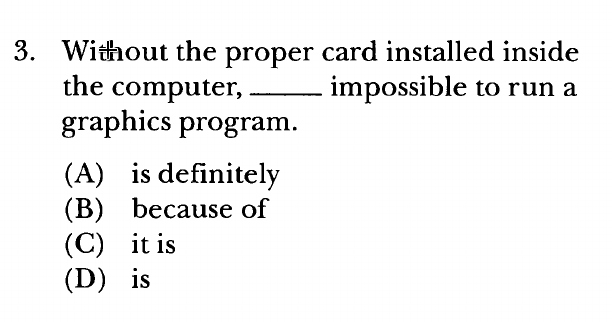 3. Without the proper card installed inside
the computer, _____ impossible to run a
graphics program.
(A) is definitely
(B) because of
(C) it is
(D) is